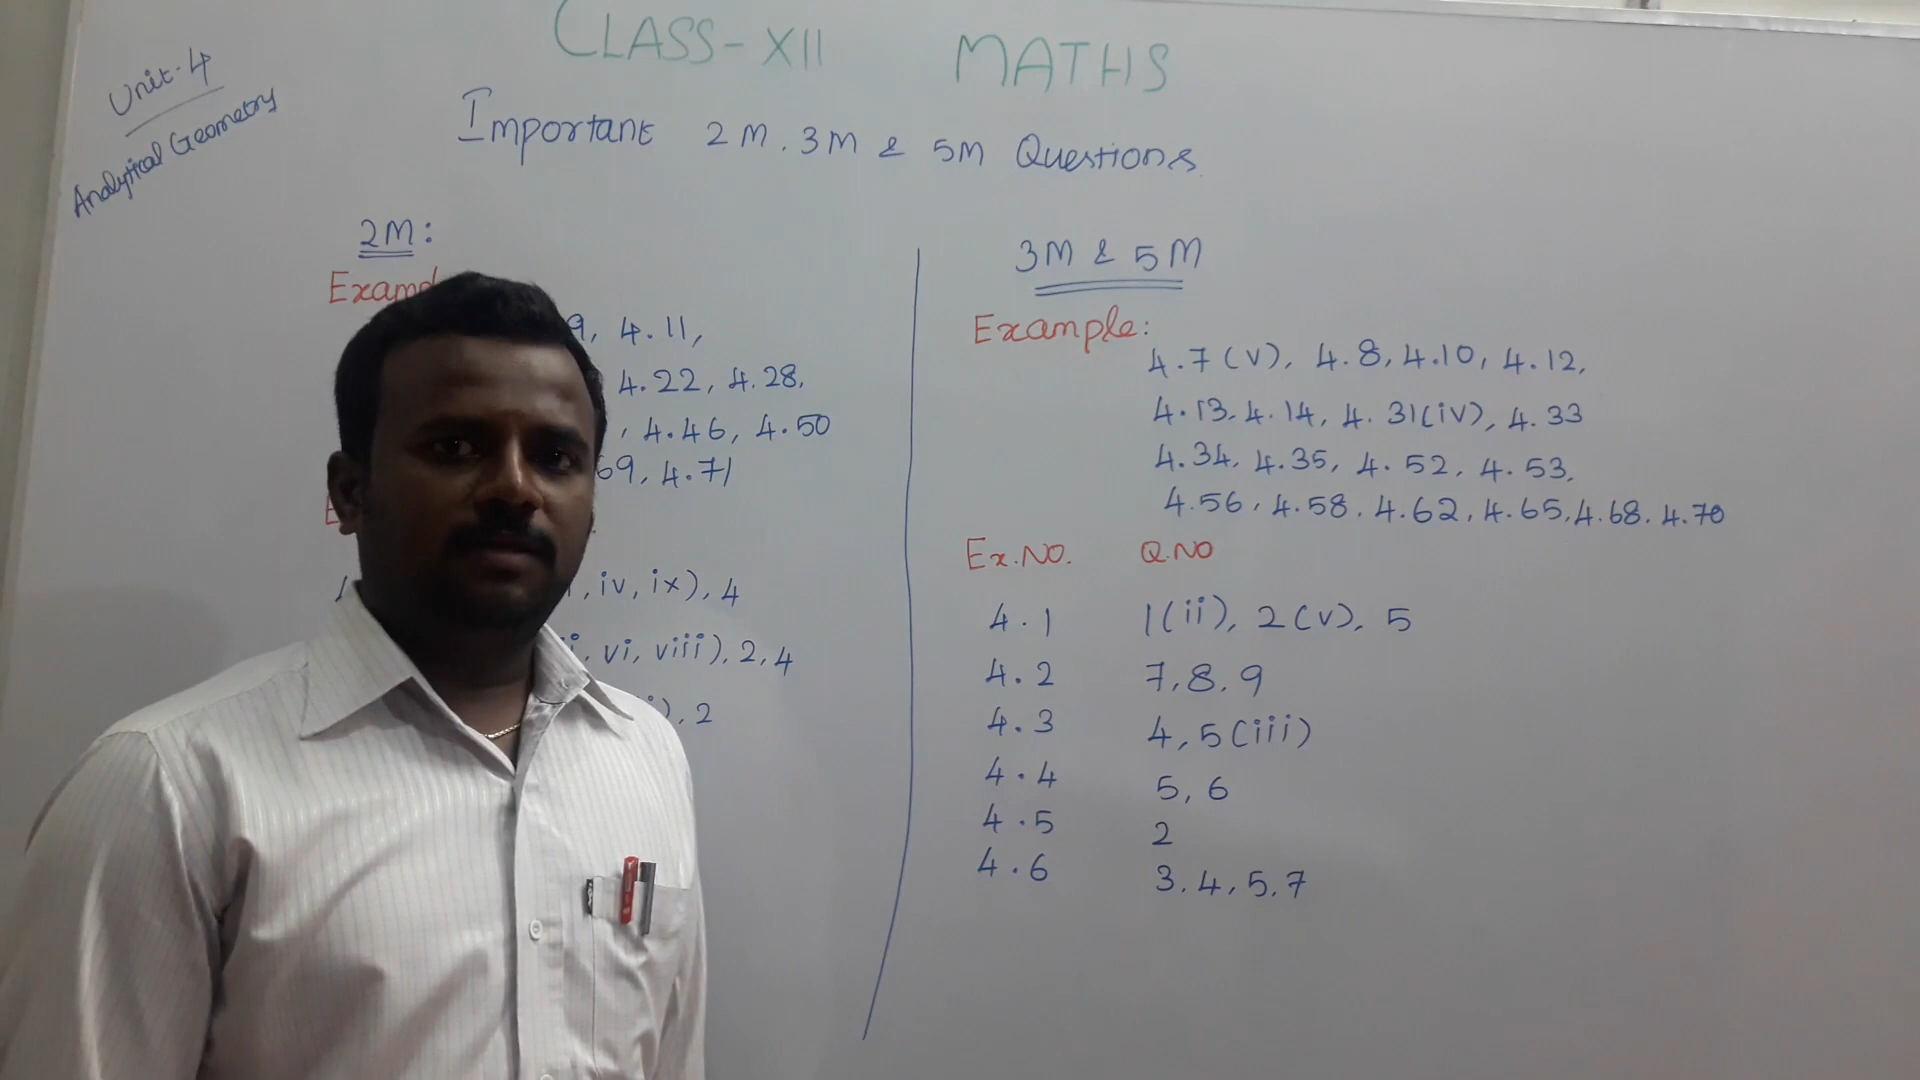 CLASS-XII MATHS
Unit-4
Analytical Geometry
Important 2M, 3M & 5M Questions
2M:
4.11,
4.22, 4.28,
, 4.46, 4.50
69, 4.71
, iv, ix), 4
, vi, viii), 2, 4
), 2
3M & 5M
Example:
4.7(v), 4.8, 4.10, 4.12,
4.13, 4.14, 4.31(iv), 4.33
4.34, 4.35, 4.52, 4.53,
4.56, 4.58, 4.62, 4.65, 4.68, 4.70
Ex.No. Q.No
4.1 1(ii), 2(v), 5
4.2 7, 8, 9
4.3 4, 5(iii)
4.4 5, 6
4.5 2
4.6 3, 4, 5, 7